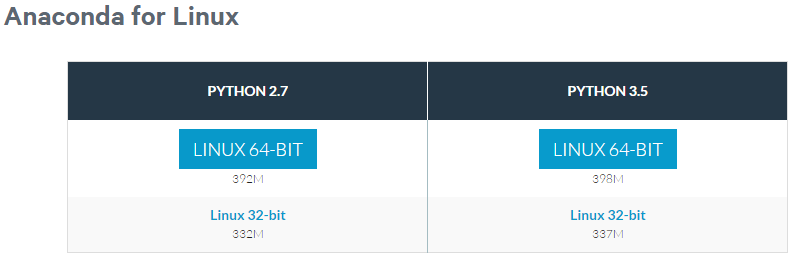 Anaconda for Linux
PYTHON 2.7
PYTHON 3.5
LINUX 64-BIT
392M
LINUX 64-BIT
398M
Linux 32-bit
332M
Linux 32-bit
337M